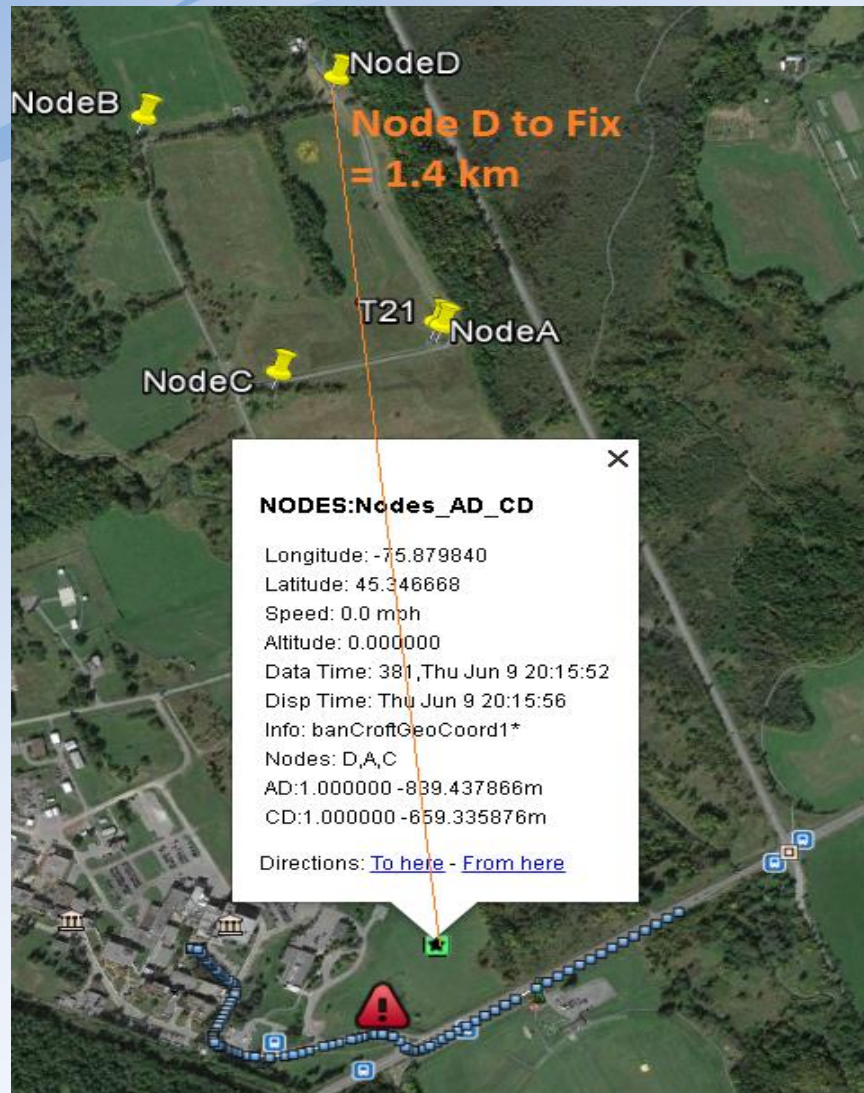 NodeD
NodeB
Node D to Fix
= 1.4 km
T21
NodeA
NodeC
NODES:Nodes_AD_CD
Longitude: -75.879840
Latitude: 45.346668
Speed: 0.0 mph
Altitude: 0.000000
Data Time: 381,Thu Jun 9 20:15:52
Disp Time: Thu Jun 9 20:15:56
Info: banCroftGeoCoord1*
Nodes: D,A,C
AD:1.000000 -839.437866m
CD:1.000000 -659.335876m
Directions: To here - From here